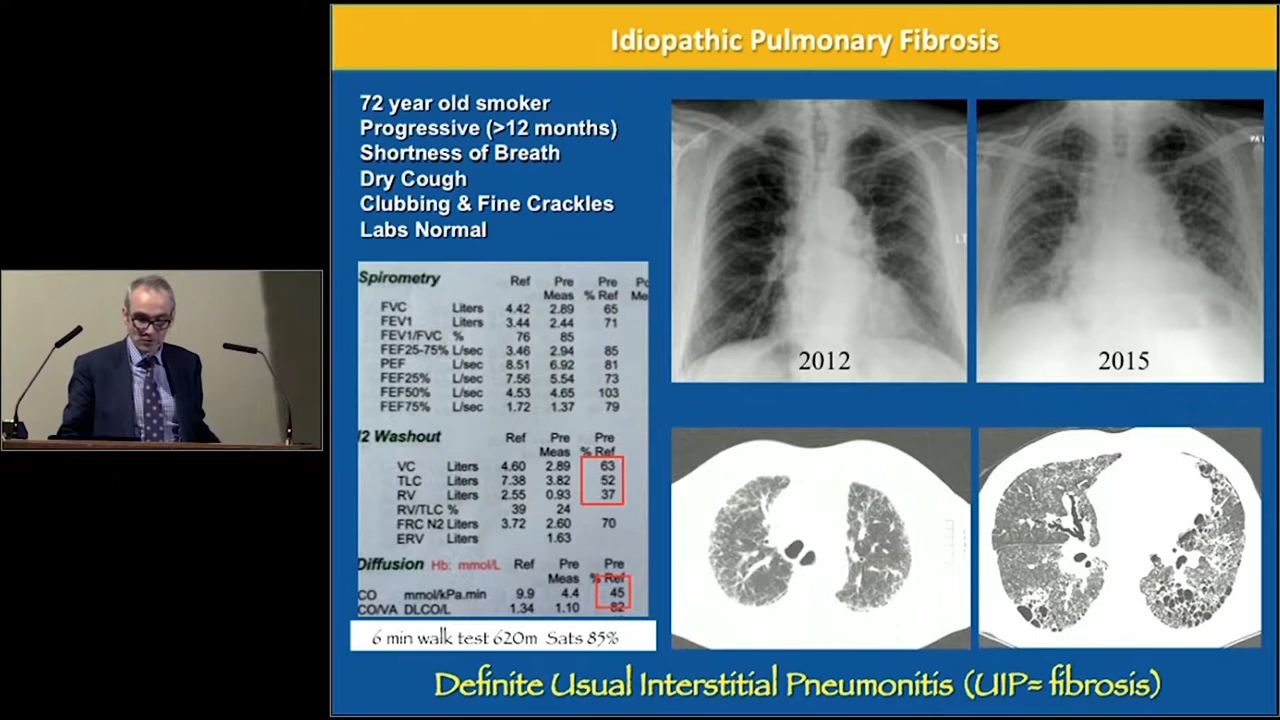 Idiopathic Pulmonary Fibrosis
72 year old smoker
Progressive (>12 months)
Shortness of Breath
Dry Cough
Clubbing & Fine Crackles
Labs Normal
Spirometry Ref Pre Pre
Meas % Ref Me
FVC Liters 4.42 2.89 65
FEV1 Liters 3.44 2.44 71
FEV1/FVC % 76 85
FEF25-75% L/sec 3.46 2.94 85
PEF L/sec 8.51 6.92 81
FEF25% L/sec 7.56 5.54 73
FEF50% L/sec 4.53 4.65 103
FEF75% L/sec 1.72 1.37 79
Washout Ref Pre Pre
Meas % Ref
VC Liters 4.60 2.89 63
TLC Liters 7.38 3.82 52
RV Liters 2.55 0.93 37
RV/TLC % 39 24
FRC N2 Liters 3.72 2.60 70
ERV Liters 1.63
Diffusion Hb: mmol/L Ref Pre Pre
Meas % Ref
CO mmol/kPa.min 9.9 4.4 45
CO/VA DLCO/L 1.34 1.10 82
6 min walk test 620m Sats 85%
LT
2012
PA
2015
Definite Usual Interstitial Pneumonitis (UIP= fibrosis)